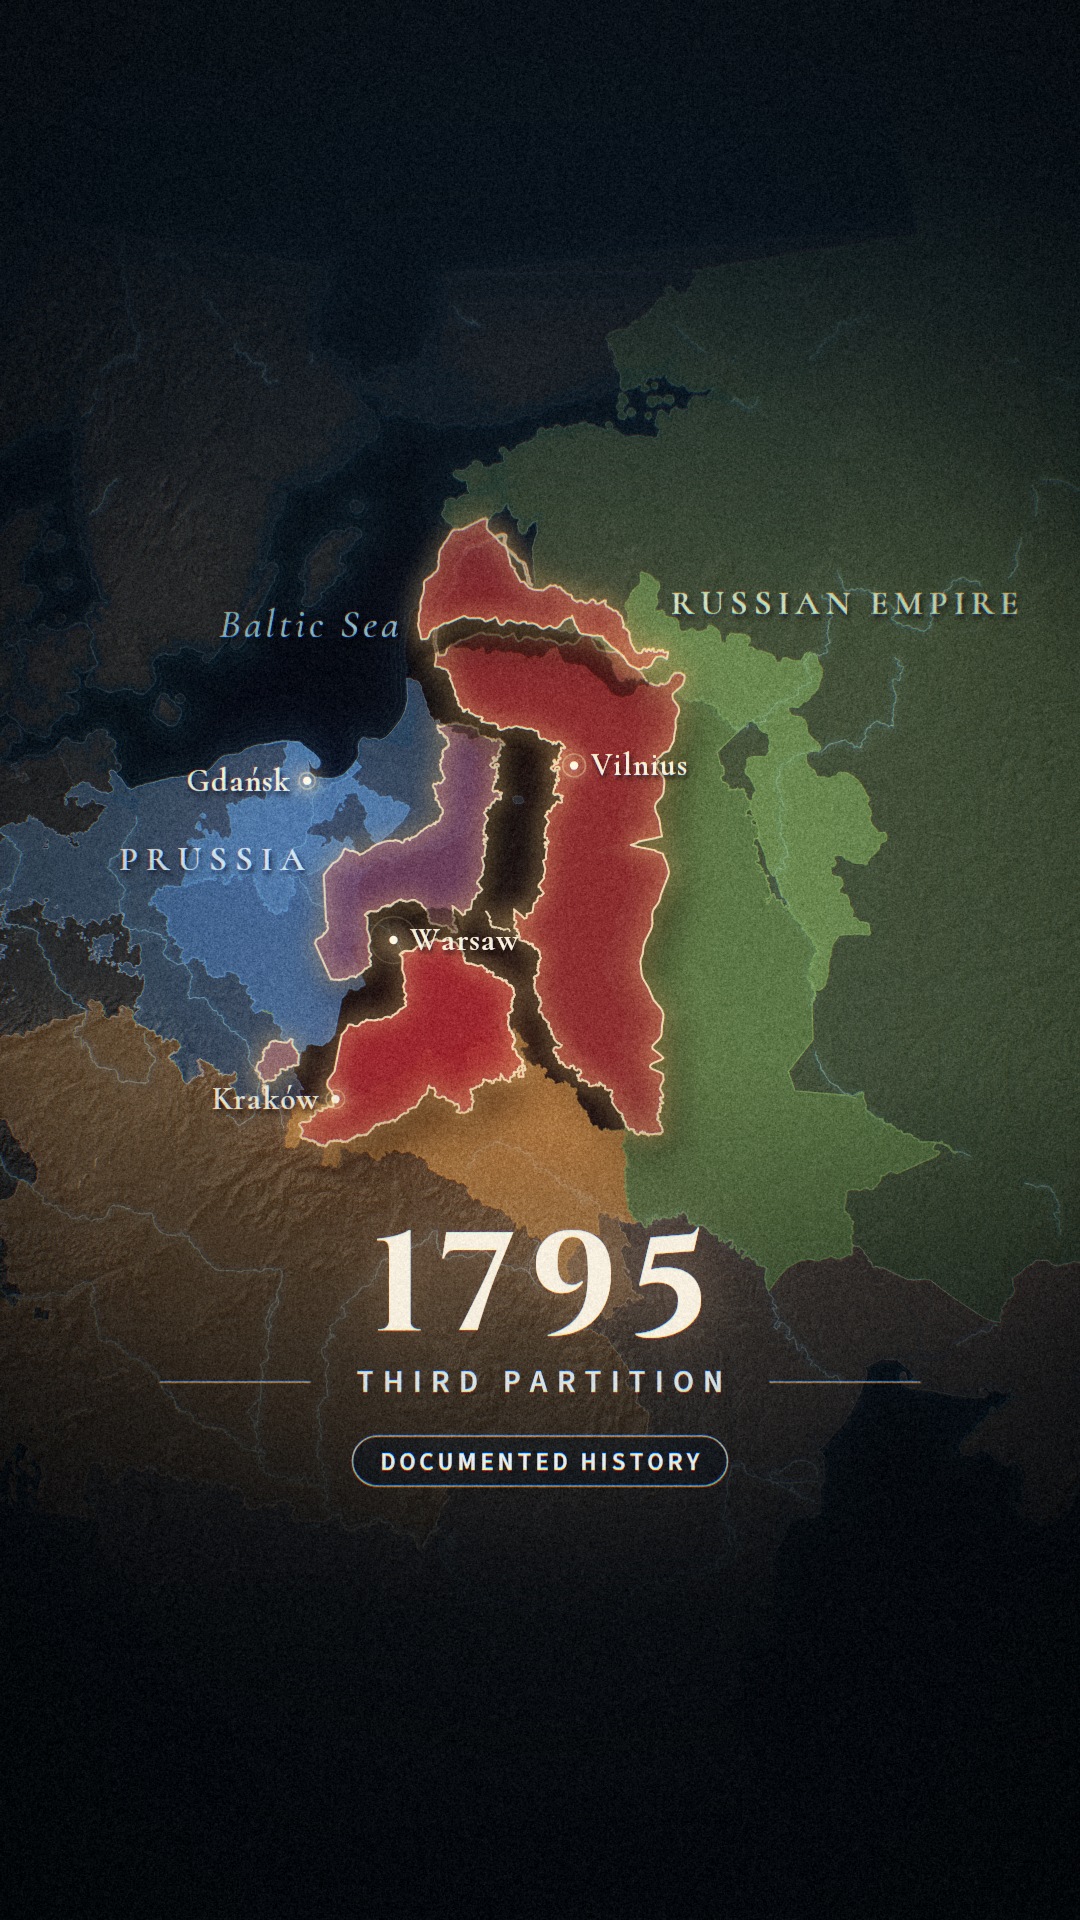 RUSSIAN EMPIRE
Baltic Sea
Vilnius
Gdańsk
PRUSSIA
Warsaw
Kraków
1795
THIRD PARTITION
DOCUMENTED HISTORY